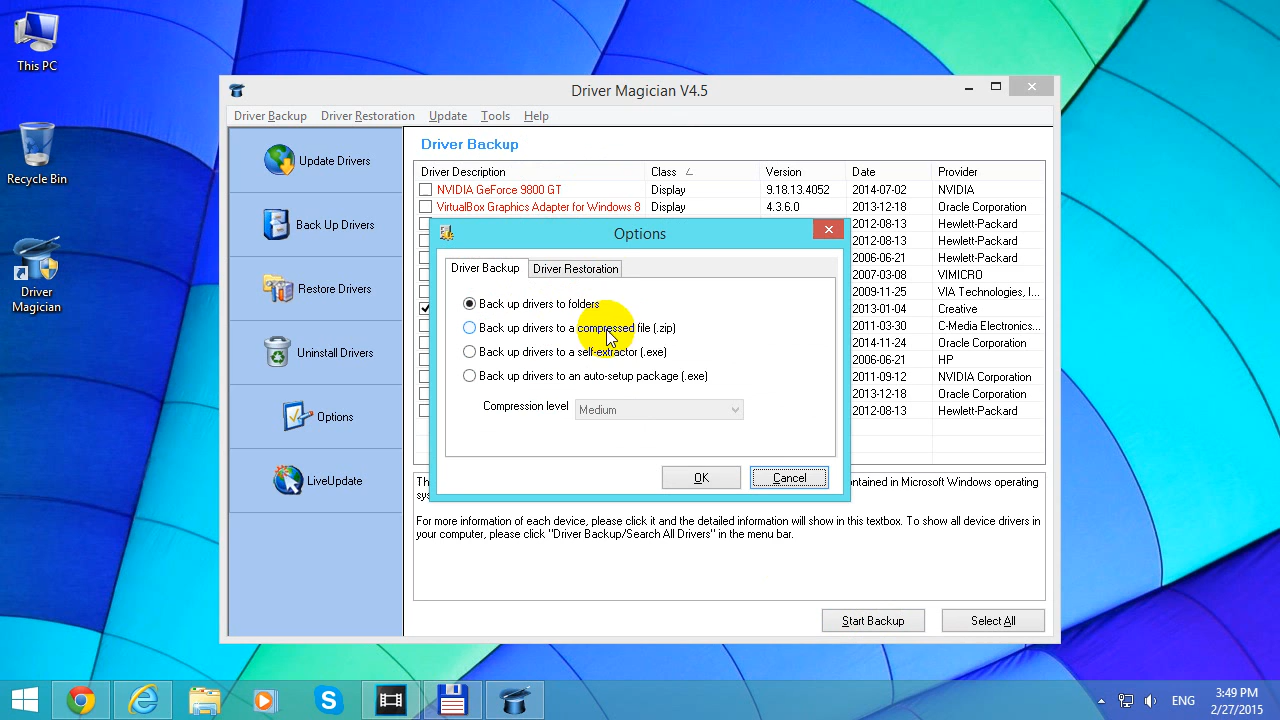 This PC
Recycle Bin
Driver
Magician
Driver Magician V4.5
Driver Backup Driver Restoration Update Tools Help
Update Drivers
Back Up Drivers
Restore Drivers
Uninstall Drivers
Options
LiveUpdate
Driver Backup
Driver Description Class Version Date Provider
NVIDIA GeForce 9800 GT Display 9.18.13.4052 2014-07-02 NVIDIA
VirtualBox Graphics Adapter for Windows 8 Display 4.3.6.0 2013-12-18 Oracle Corporation
2012-08-13 Hewlett-Packard
2012-08-13 Hewlett-Packard
2006-06-21 Hewlett-Packard
2007-03-08 VIMICRO
2009-11-25 VIA Technologies, I...
2013-01-04 Creative
2011-03-30 C-Media Electronics...
2014-11-24 Oracle Corporation
2006-06-21 HP
2011-09-12 NVIDIA Corporation
2013-12-18 Oracle Corporation
2012-08-13 Hewlett-Packard
Options
Driver Backup Driver Restoration
Back up drivers to folders
Back up drivers to a compressed file (.zip)
Back up drivers to a self-extractor (.exe)
Back up drivers to an auto-setup package (.exe)
Compression level Medium
OK Cancel
contained in Microsoft Windows operating
For more information of each device, please click it and the detailed information will show in this textbox. To show all device drivers in
your computer, please click "Driver Backup/Search All Drivers" in the menu bar.
Start Backup Select All
ENG
3:49 PM
2/27/2015